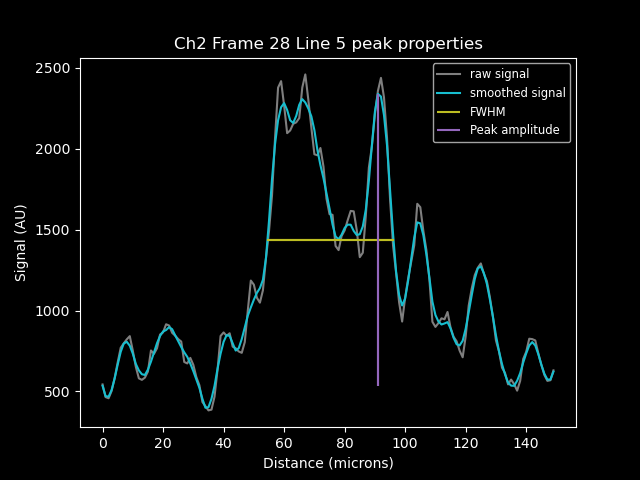 Ch2 Frame 28 Line 5 peak properties
raw signal
smoothed signal
FWHM
Peak amplitude
2500
2000
1500
1000
500
Signal (AU)
0 20 40 60 80 100 120 140
Distance (microns)